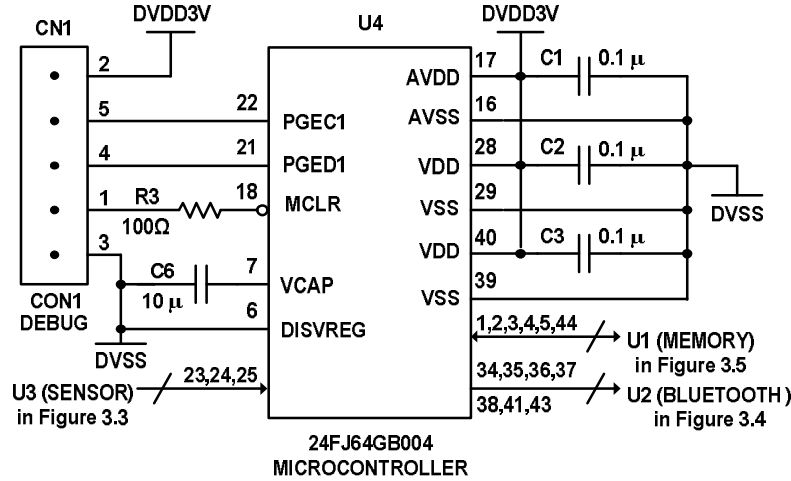 DVDD3V
CN1
U4
DVDD3V
2
5
4
1
3
R3
100Ω
C6
10 μ
DVSS
CON1
DEBUG
22
21
18
7
6
PGEC1
PGED1
MCLR
VCAP
DISVREG
AVDD
AVSS
VDD
VSS
VDD
VSS
17
16
28
29
40
39
C1
0.1 μ
C2
0.1 μ
C3
0.1 μ
DVSS
U3 (SENSOR)
in Figure 3.3
23,24,25
1,2,3,4,5,44
U1 (MEMORY)
in Figure 3.5
34,35,36,37
38,41,43
U2 (BLUETOOTH )
in Figure 3.4
24FJ64GB004
MICROCONTROLLER